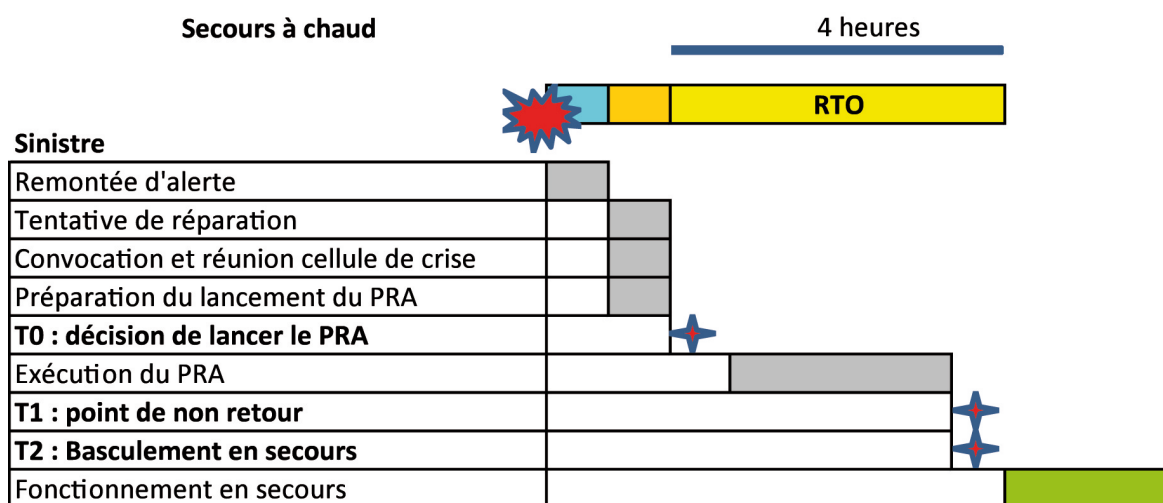 Secours à chaud
4 heures
RTO
Sinistre
Remontée d'alerte
Tentative de réparation
Convocation et réunion cellule de crise
Préparation du lancement du PRA
T0 : décision de lancer le PRA
Exécution du PRA
T1 : point de non retour
T2 : Basculement en secours
Fonctionnement en secours